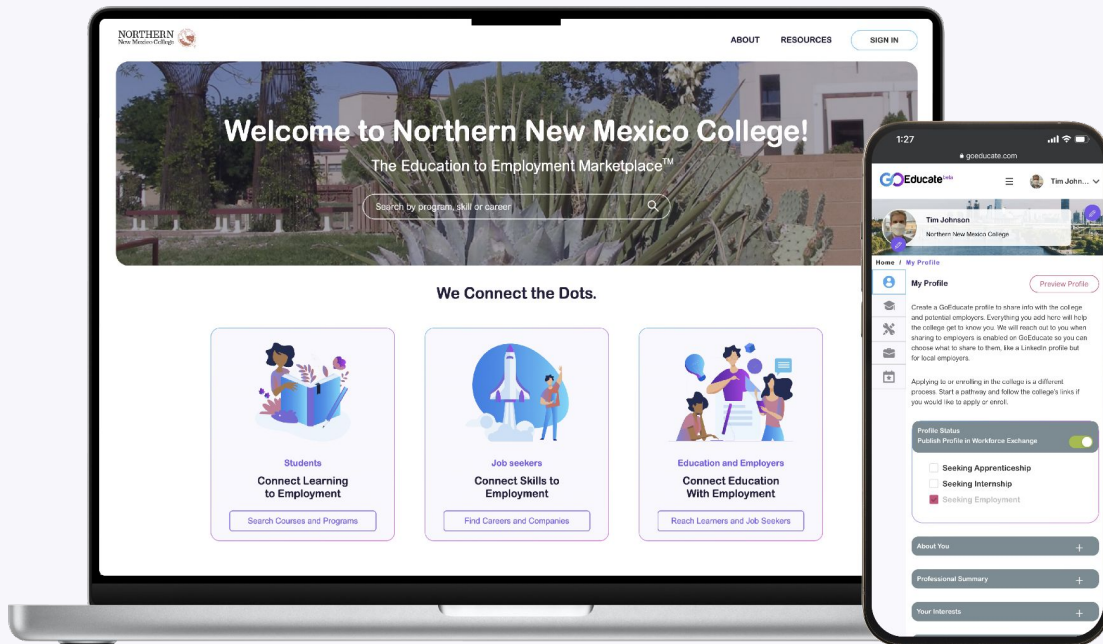 NORTHERN
New Mexico College
ABOUT
RESOURCES
SIGN IN
Welcome to Northern New Mexico College!
The Education to Employment Marketplace™
Search by program, skill or career
We Connect the Dots.
Students
Connect Learning
to Employment
Search Courses and Programs
Job seekers
Connect Skills to
Employment
Find Careers and Companies
Education and Employers
Connect Education
With Employment
Reach Learners and Job Seekers
1:27
goeducate.com
GOEducate beta
Tim John...
Tim Johnson
Northern New Mexico College
Home / My Profile
My Profile
Preview Profile
Create a GoEducate profile to share info with the college
and potential employers. Everything you add here will help
the college get to know you. We will reach out to you when
sharing to employers is enabled on GoEducate so you can
choose what to share to them, like a LinkedIn profile but
for local employers.
Applying to or enrolling in the college is a different
process. Start a pathway and follow the college's links if
you would like to apply or enroll.
Profile Status
Publish Profile in Workforce Exchange
Seeking Apprenticeship
Seeking Internship
Seeking Employment
About You
Professional Summary
Your Interests